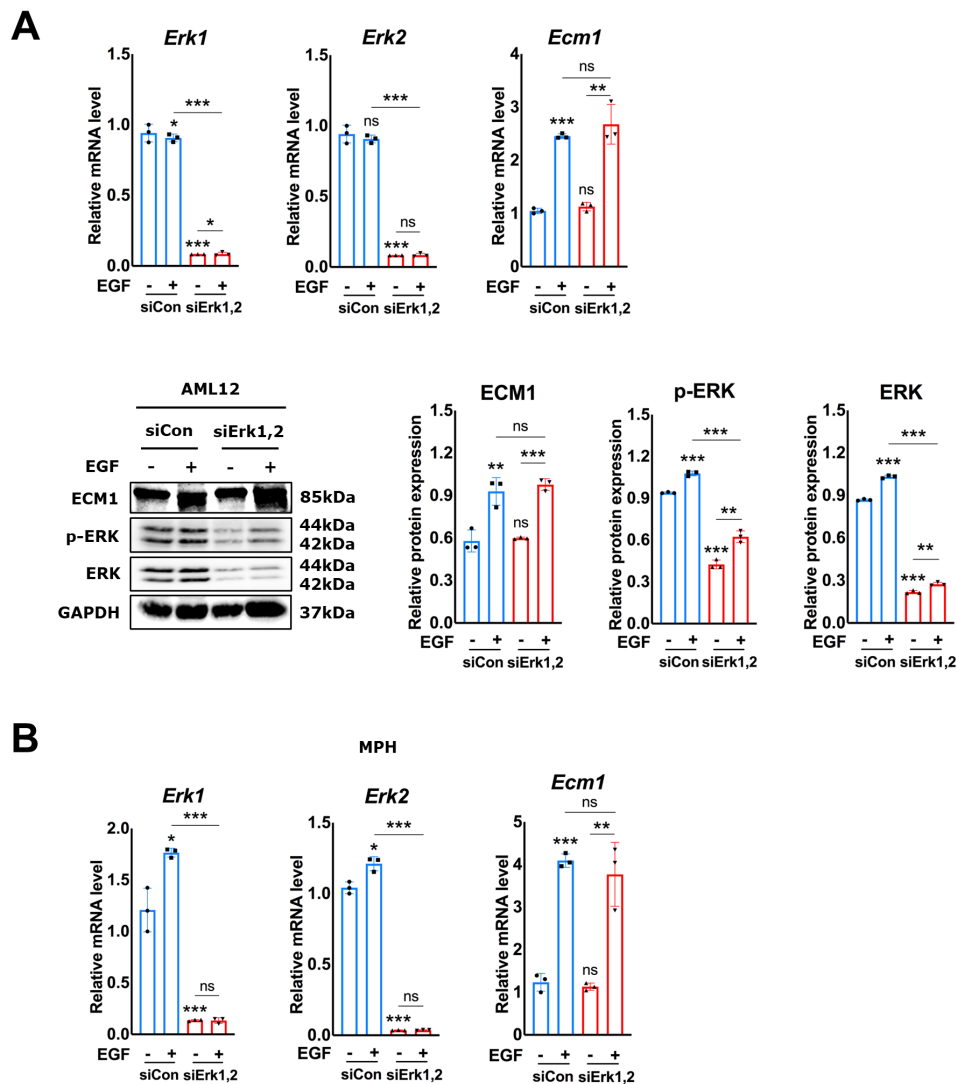 A
Erk1
Erk2
Ecm1
Relative mRNA level
1.5
1.0
0.5
0.0
*
***
***
*
EGF - + - +
siCon siErk1,2
Relative mRNA level
1.5
1.0
0.5
0.0
ns
***
***
ns
EGF - + - +
siCon siErk1,2
Relative mRNA level
4
3
2
1
0
ns
**
***
ns
EGF - + - +
siCon siErk1,2
AML12
siCon siErk1,2
EGF - + - +
ECM1 85kDa
p-ERK 44kDa
42kDa
ERK 44kDa
42kDa
GAPDH 37kDa
ECM1
Relative protein expression
1.5
1.2
0.9
0.6
0.3
0.0
ns
***
**
ns
EGF - + - +
siCon siErk1,2
p-ERK
Relative protein expression
1.5
1.2
0.9
0.6
0.3
0.0
***
***
**
***
EGF - + - +
siCon siErk1,2
ERK
Relative protein expression
1.5
1.2
0.9
0.6
0.3
0.0
***
***
**
***
EGF - + - +
siCon siErk1,2
B
MPH
Erk1
Relative mRNA level
2.0
1.5
1.0
0.5
0.0
***
*
ns
***
EGF - + - +
siCon siErk1,2
Erk2
Relative mRNA level
1.5
1.0
0.5
0.0
***
*
ns
***
EGF - + - +
siCon siErk1,2
Ecm1
Relative mRNA level
5
4
3
2
1
0
ns
**
***
ns
EGF - + - +
siCon siErk1,2